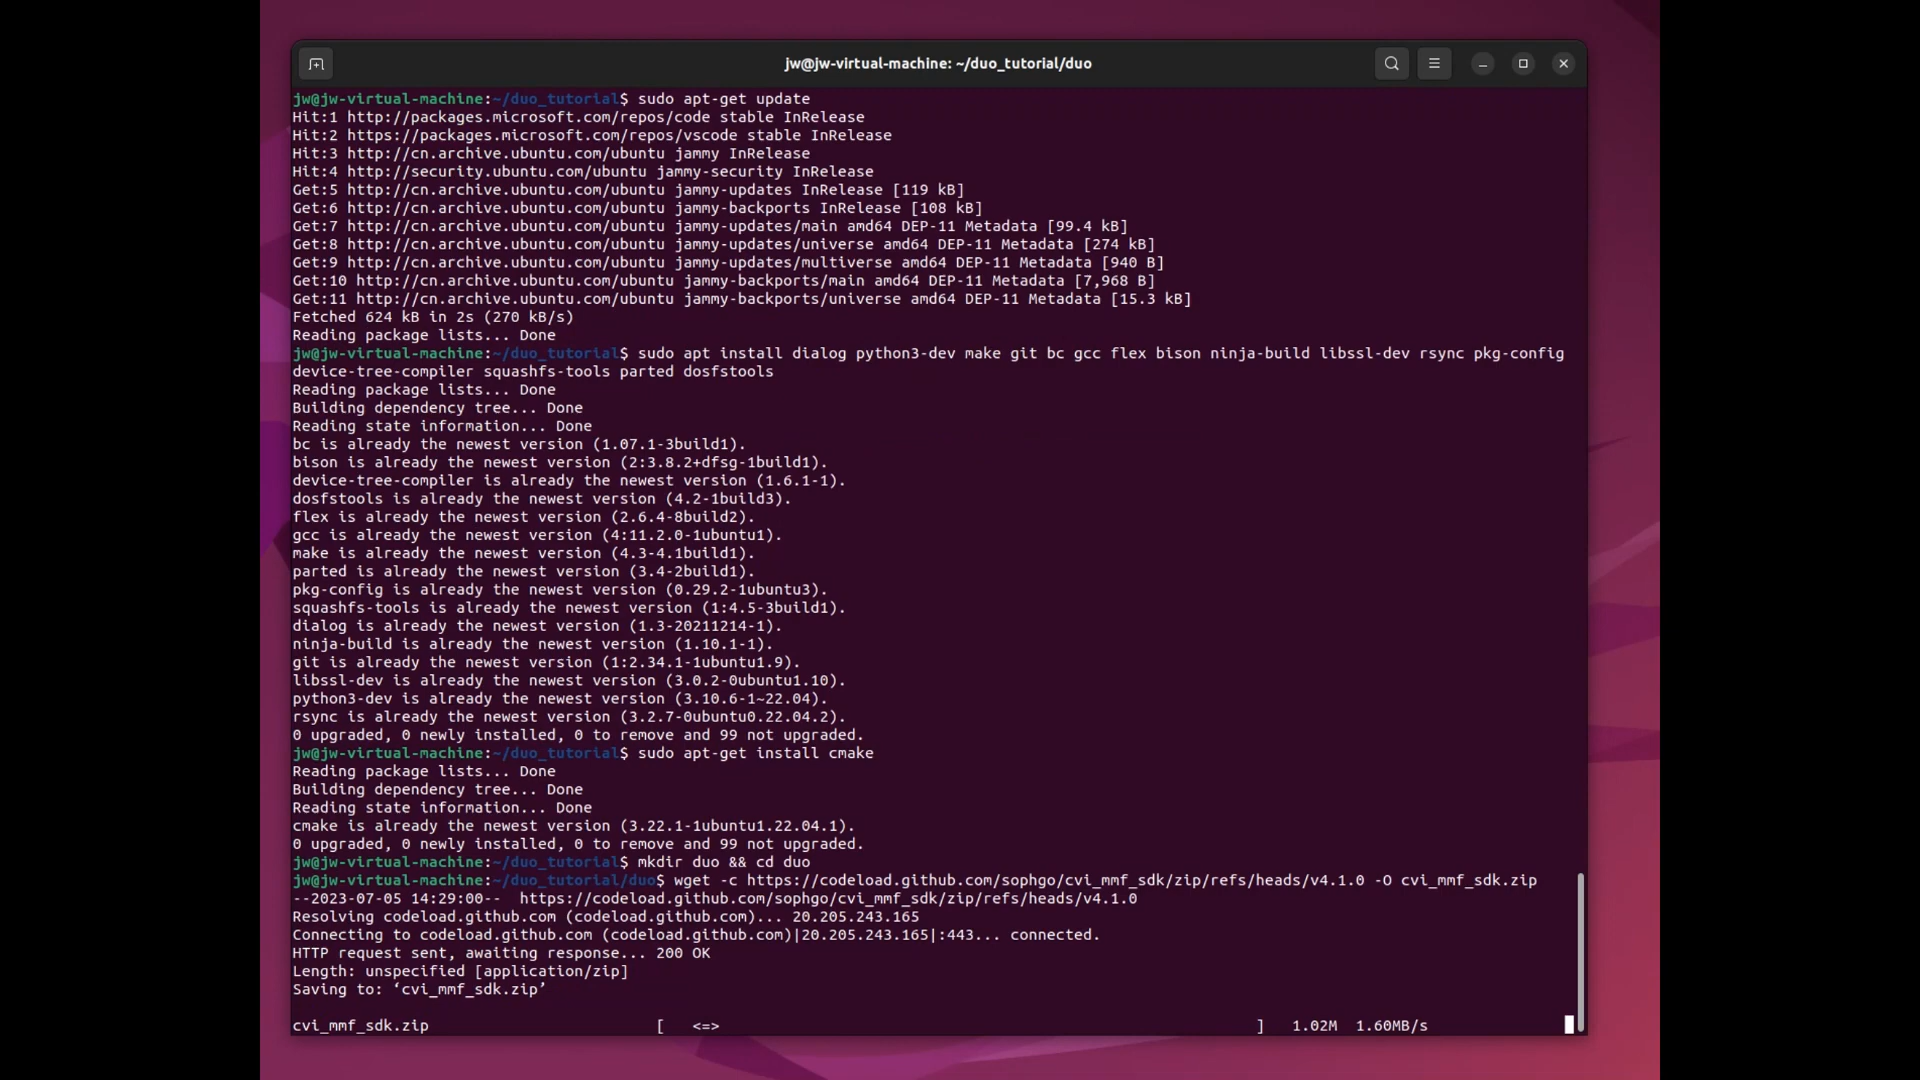 jw@jw-virtual-machine: ~/duo_tutorial/duo
jw@jw-virtual-machine:~/duo_tutorial$ sudo apt-get update
Hit:1 http://packages.microsoft.com/repos/code stable InRelease
Hit:2 https://packages.microsoft.com/repos/vscode stable InRelease
Hit:3 http://cn.archive.ubuntu.com/ubuntu jammy InRelease
Hit:4 http://security.ubuntu.com/ubuntu jammy-security InRelease
Get:5 http://cn.archive.ubuntu.com/ubuntu jammy-updates InRelease [119 kB]
Get:6 http://cn.archive.ubuntu.com/ubuntu jammy-backports InRelease [108 kB]
Get:7 http://cn.archive.ubuntu.com/ubuntu jammy-updates/main amd64 DEP-11 Metadata [99.4 kB]
Get:8 http://cn.archive.ubuntu.com/ubuntu jammy-updates/universe amd64 DEP-11 Metadata [274 kB]
Get:9 http://cn.archive.ubuntu.com/ubuntu jammy-updates/multiverse amd64 DEP-11 Metadata [940 B]
Get:10 http://cn.archive.ubuntu.com/ubuntu jammy-backports/main amd64 DEP-11 Metadata [7,968 B]
Get:11 http://cn.archive.ubuntu.com/ubuntu jammy-backports/universe amd64 DEP-11 Metadata [15.3 kB]
Fetched 624 kB in 2s (270 kB/s)
Reading package lists... Done
jw@jw-virtual-machine:~/duo_tutorial$ sudo apt install dialog python3-dev make git bc gcc flex bison ninja-build libssl-dev rsync pkg-config
device-tree-compiler squashfs-tools parted dosfstools
Reading package lists... Done
Building dependency tree... Done
Reading state information... Done
bc is already the newest version (1.07.1-3build1).
bison is already the newest version (2:3.8.2+dfsg-1build1).
device-tree-compiler is already the newest version (1.6.1-1).
dosfstools is already the newest version (4.2-1build3).
flex is already the newest version (2.6.4-8build2).
gcc is already the newest version (4:11.2.0-1ubuntu1).
make is already the newest version (4.3-4.1build1).
parted is already the newest version (3.4-2build1).
pkg-config is already the newest version (0.29.2-1ubuntu3).
squashfs-tools is already the newest version (1:4.5-3build1).
dialog is already the newest version (1.3-20211214-1).
ninja-build is already the newest version (1.10.1-1).
git is already the newest version (1:2.34.1-1ubuntu1.9).
libssl-dev is already the newest version (3.0.2-0ubuntu1.10).
python3-dev is already the newest version (3.10.6-1~22.04).
rsync is already the newest version (3.2.7-0ubuntu0.22.04.2).
0 upgraded, 0 newly installed, 0 to remove and 99 not upgraded.
jw@jw-virtual-machine:~/duo_tutorial$ sudo apt-get install cmake
Reading package lists... Done
Building dependency tree... Done
Reading state information... Done
cmake is already the newest version (3.22.1-1ubuntu1.22.04.1).
0 upgraded, 0 newly installed, 0 to remove and 99 not upgraded.
jw@jw-virtual-machine:~/duo_tutorial$ mkdir duo && cd duo
jw@jw-virtual-machine:~/duo_tutorial/duo$ wget -c https://codeload.github.com/sophgo/cvi_mmf_sdk/zip/refs/heads/v4.1.0 -O cvi_mmf_sdk.zip
--2023-07-05 14:29:00--  https://codeload.github.com/sophgo/cvi_mmf_sdk/zip/refs/heads/v4.1.0
Resolving codeload.github.com (codeload.github.com)... 20.205.243.165
Connecting to codeload.github.com (codeload.github.com)|20.205.243.165|:443... connected.
HTTP request sent, awaiting response... 200 OK
Length: unspecified [application/zip]
Saving to: ‘cvi_mmf_sdk.zip’
cvi_mmf_sdk.zip [ <=> ] 1.02M 1.60MB/s